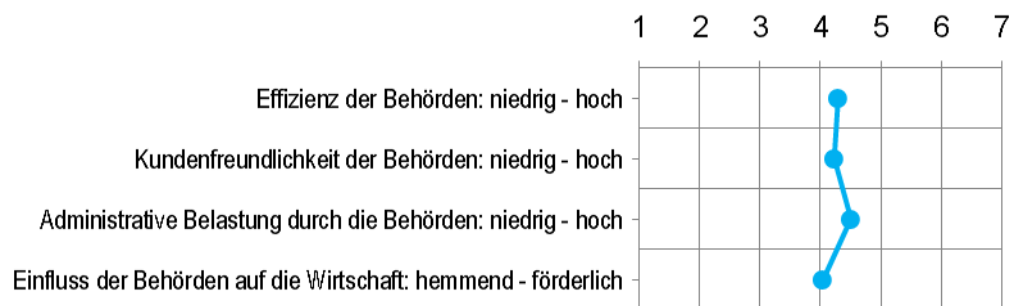 1 2 3 4 5 6 7
Effizienz der Behörden: niedrig - hoch
Kundenfreundlichkeit der Behörden: niedrig - hoch
Administrative Belastung durch die Behörden: niedrig - hoch
Einfluss der Behörden auf die Wirtschaft: hemmend - förderlich